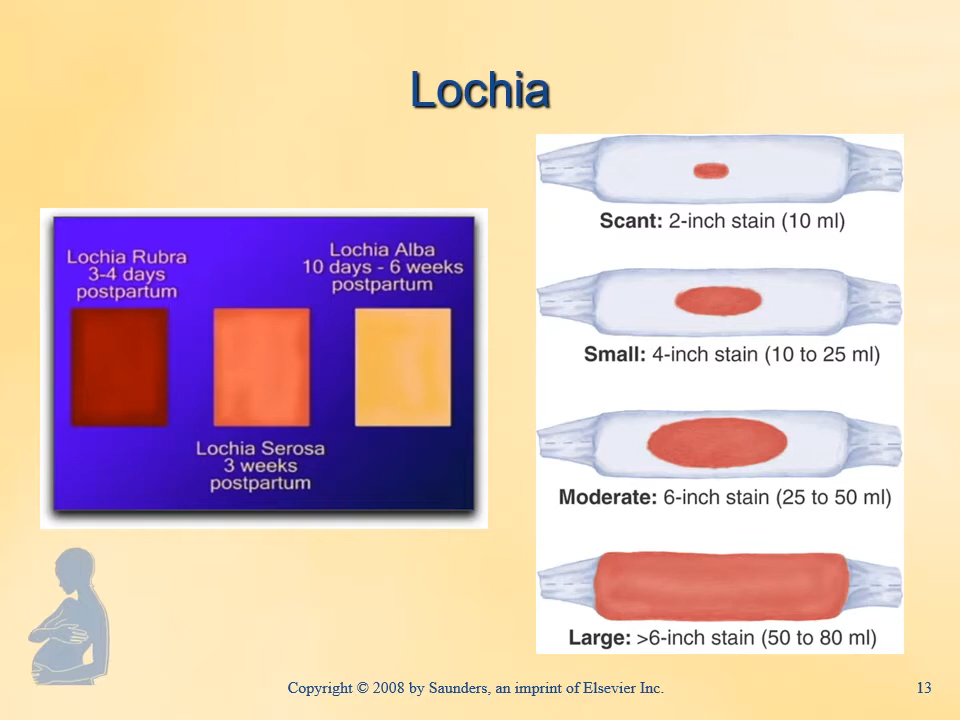 Lochia
Lochia Rubra
3-4 days
postpartum
Lochia Alba
10 days - 6 weeks
postpartum
Lochia Serosa
3 weeks
postpartum
Scant: 2-inch stain (10 ml)
Small: 4-inch stain (10 to 25 ml)
Moderate: 6-inch stain (25 to 50 ml)
Large: >6-inch stain (50 to 80 ml)
Copyright © 2008 by Saunders, an imprint of Elsevier Inc.
13